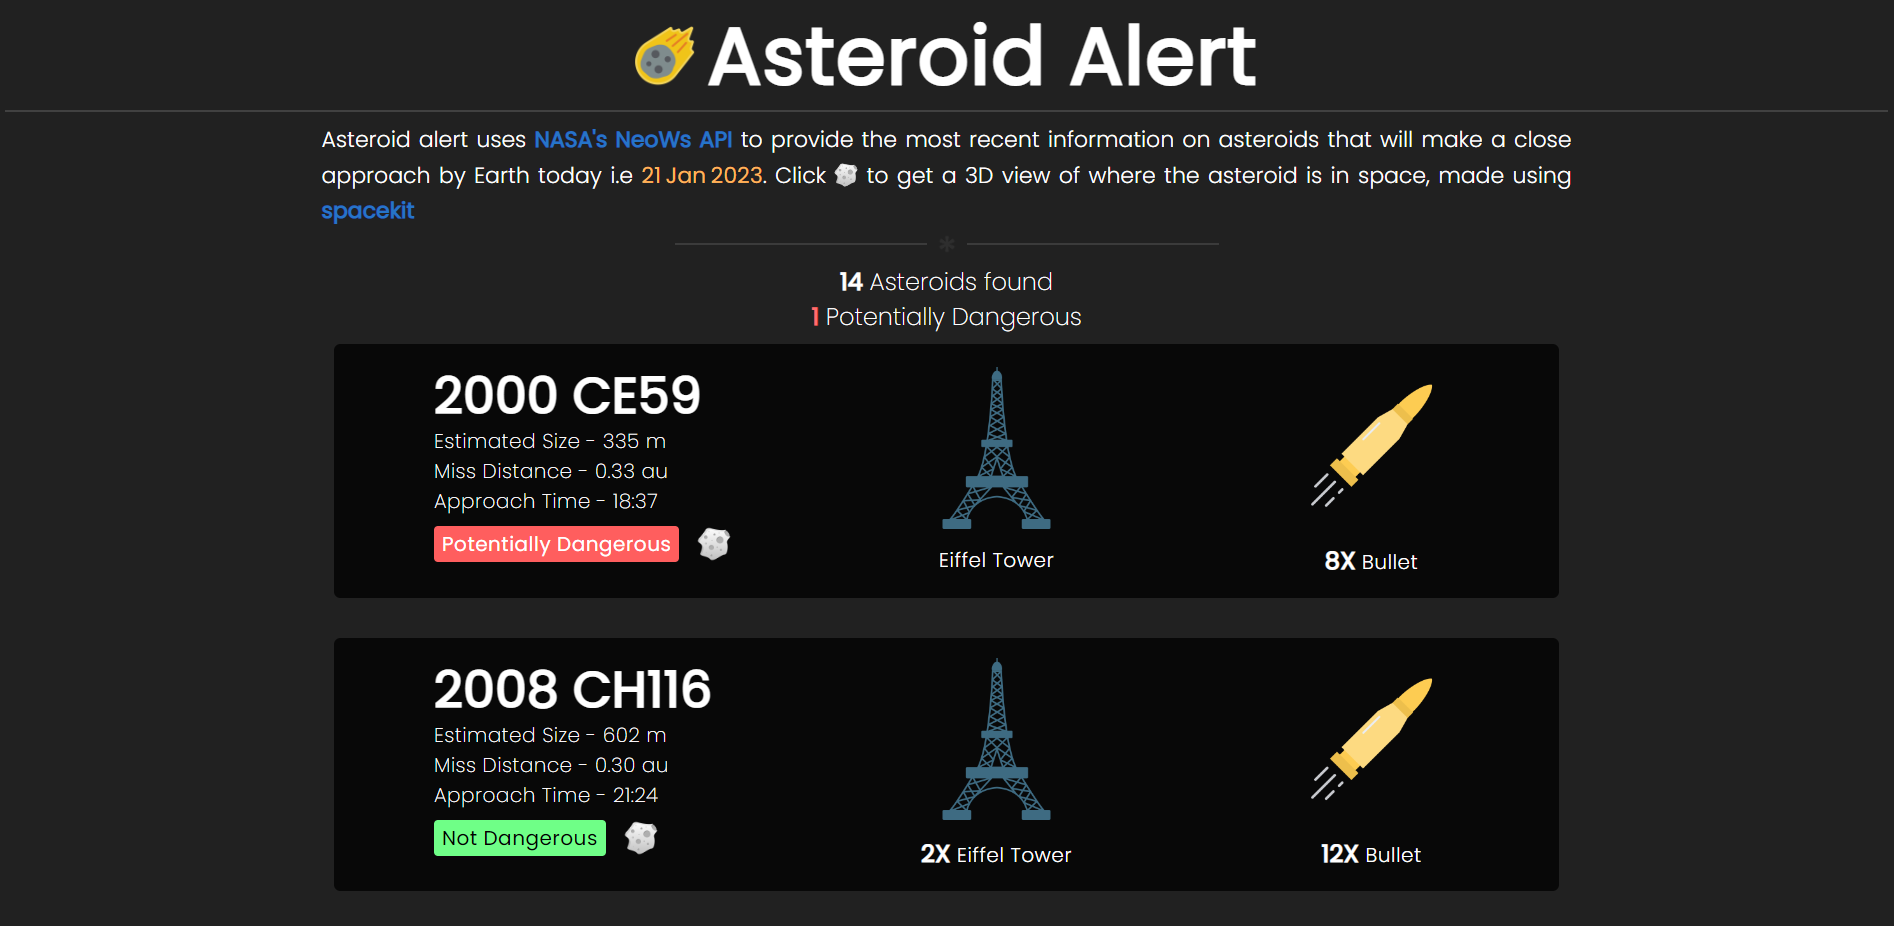 Asteroid Alert
Asteroid alert uses NASA's NeoWs API to provide the most recent information on asteroids that will make a close
approach by Earth today i.e 21 Jan 2023. Click to get a 3D view of where the asteroid is in space, made using
spacekit
14 Asteroids found
1 Potentially Dangerous
2000 CE59
Estimated Size - 335 m
Miss Distance - 0.33 au
Approach Time - 18:37
Potentially Dangerous
Eiffel Tower
8X Bullet
2008 CH116
Estimated Size - 602 m
Miss Distance - 0.30 au
Approach Time - 21:24
Not Dangerous
2X Eiffel Tower
12X Bullet